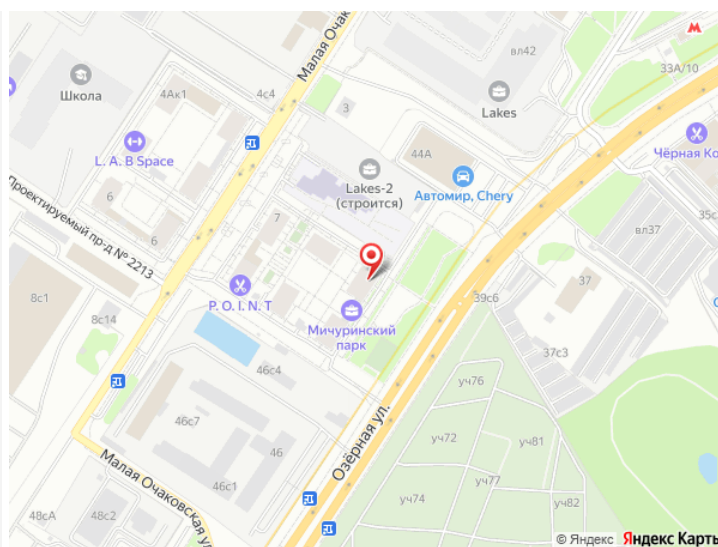 Малая Очак
вл42
33А/10
Школа
4Ак1
4с4
3
Lakes
Чёрная Ко
L. A. B Space
44А
Lakes-2
(строится)
Автомир, Chery
35с
Проектируемый пр-д № 2213
6
6
7
вл37
37
8с1
P. O. I. N. T
39с6
Мичуринский
парк
8с14
37с3
46с4
уч76
46с7
Озёрная ул.
уч72
уч81
46
уч77
Малая Очаковская ул
46с1
уч74
уч82
48сА
48с2
© Яндекс Яндекс Карты